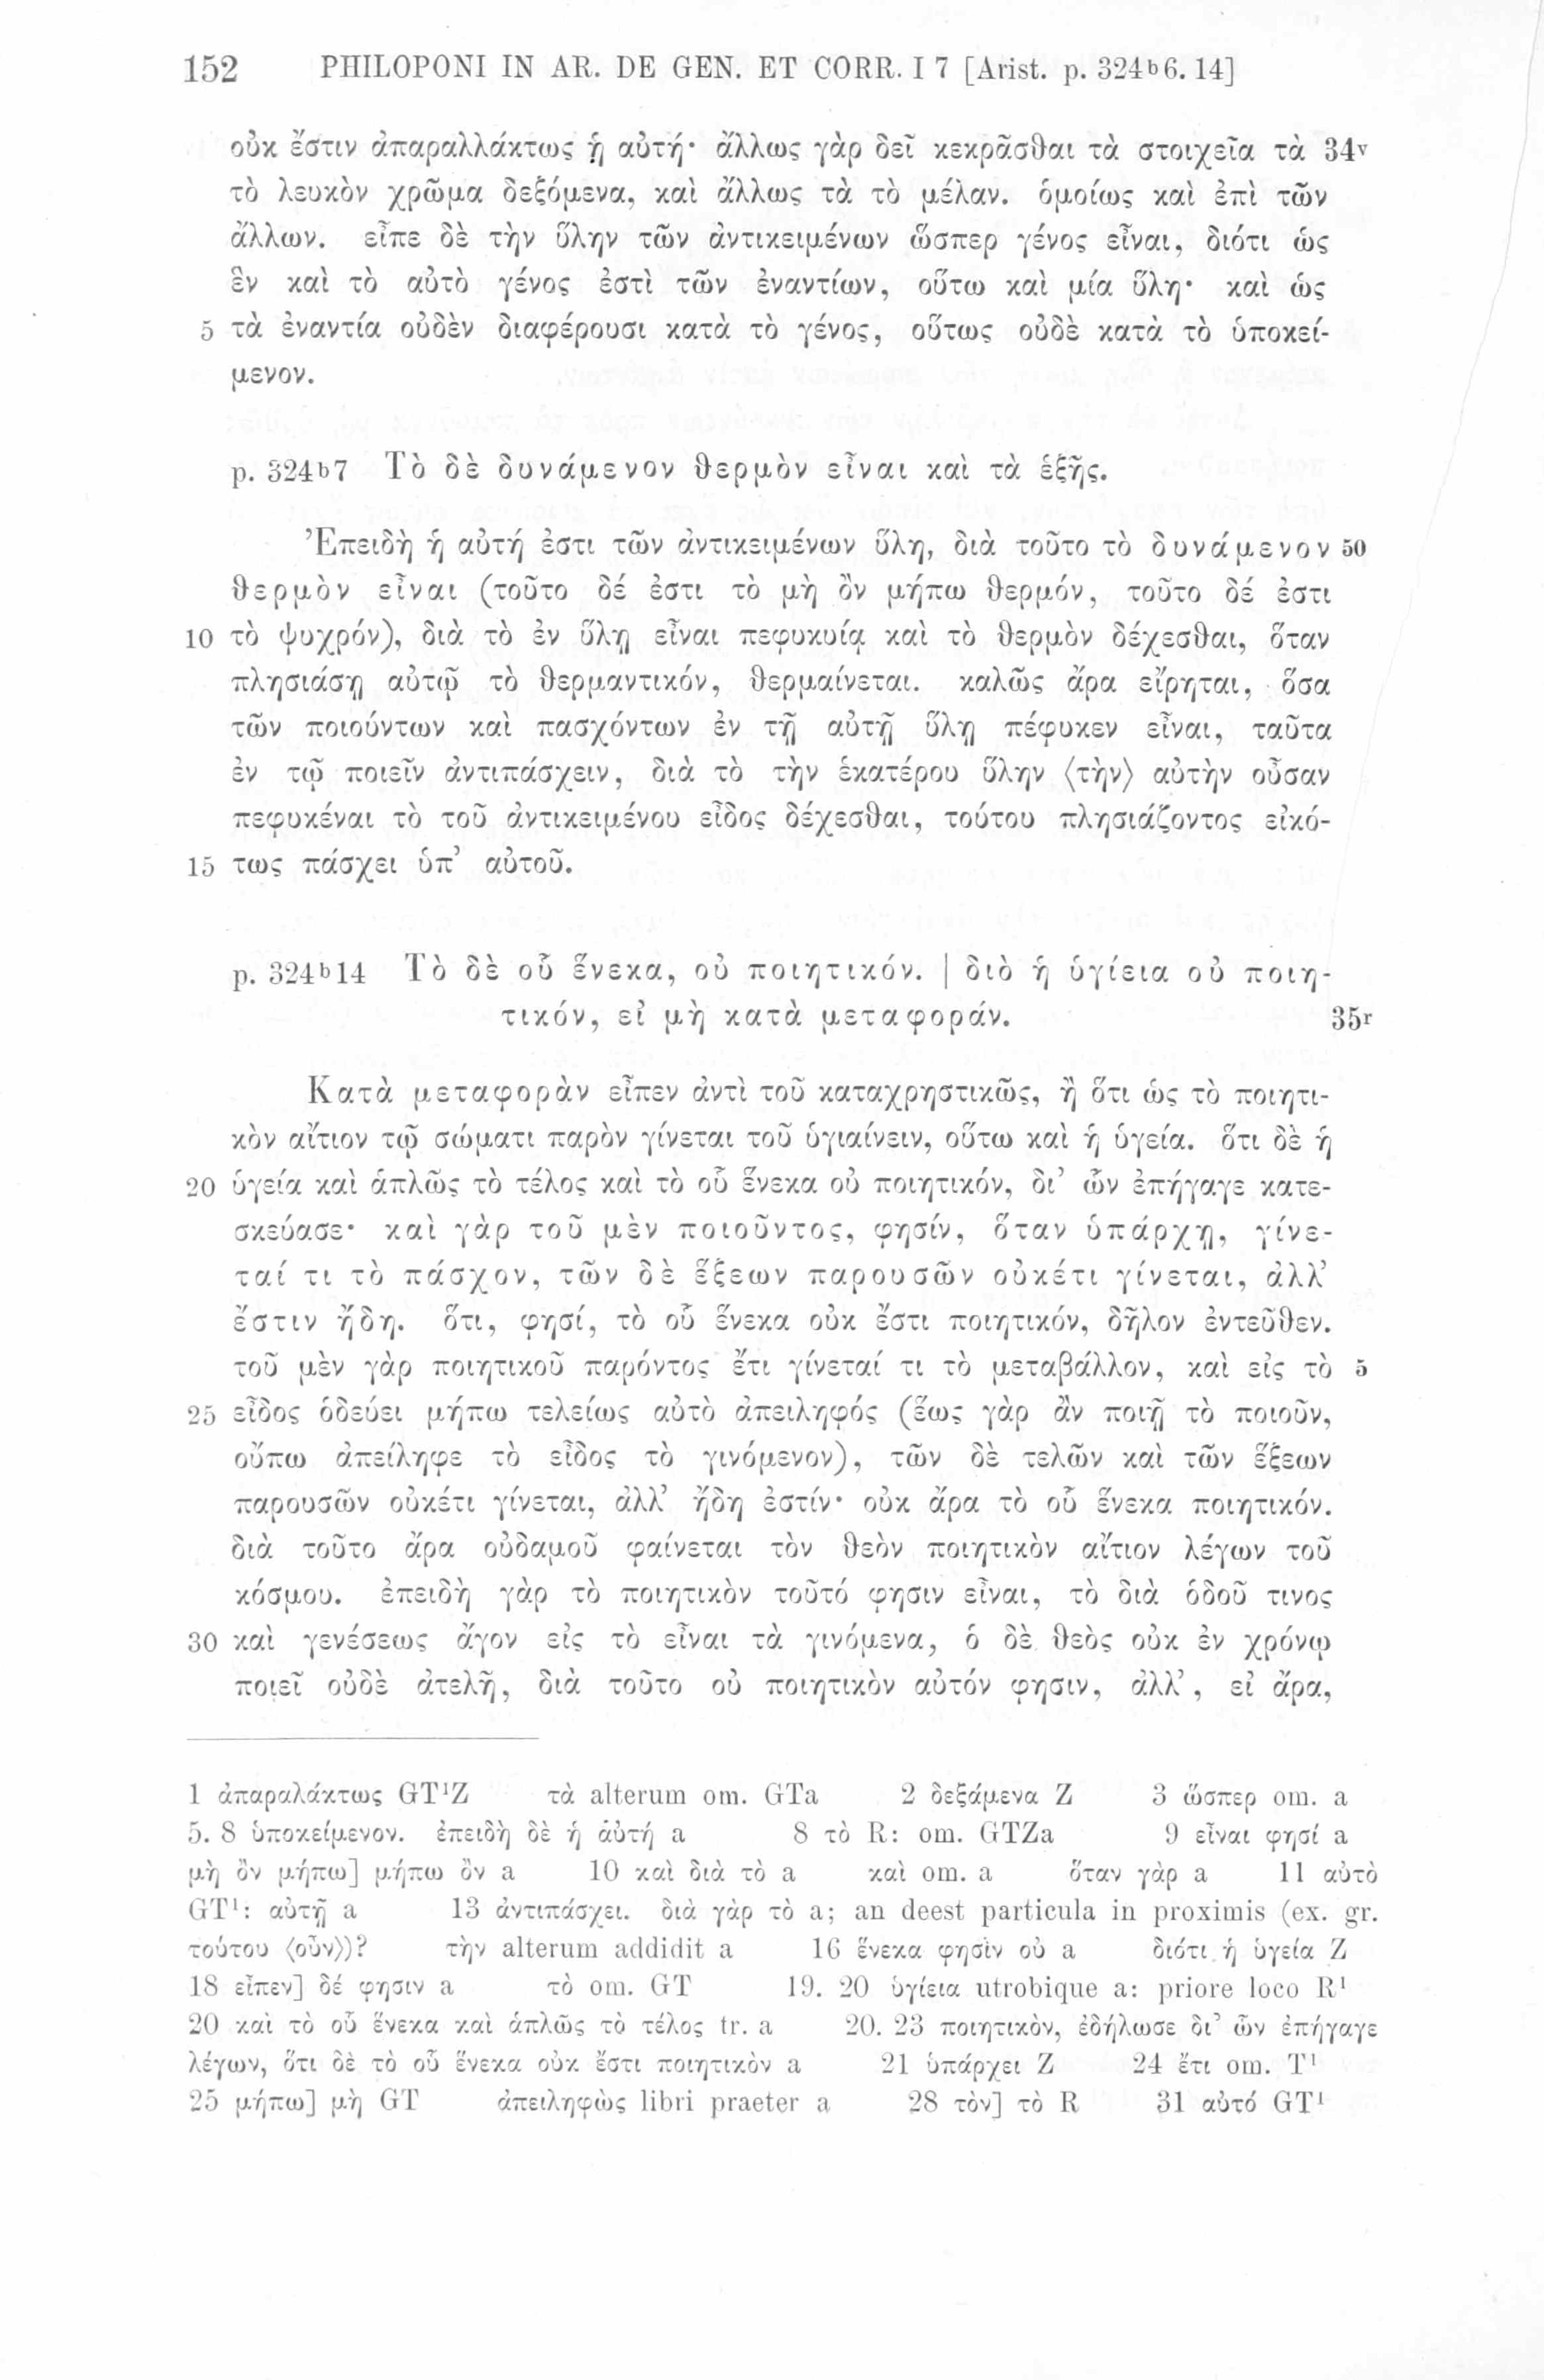 152 PHILOPONI IN AR. DE GEN. ET CORR. I 7 [Arist. p. 324b6. 14]
οὐκ ἔστιν ἀπαραλλάκτως ἡ αὐτή· ἄλλως γὰρ δεῖ κεκρᾶσθαι τὰ στοιχεῖα τὰ 34v
τὸ λευκὸν χρῶμα δεξόμενα, καὶ ἄλλως τὰ τὸ μέλαν. ὁμοίως καὶ ἐπὶ τῶν
ἄλλων. εἶπε δὲ τὴν ὕλην τῶν ἀντικειμένων ὥσπερ γένος εἶναι, διότι ὡς
ἓν καὶ τὸ αὐτὸ γένος ἐστὶ τῶν ἐναντίων, οὕτω καὶ μία ὕλη· καὶ ὡς
5 τὰ ἐναντία οὐδὲν διαφέρουσι κατὰ τὸ γένος, οὕτως οὐδὲ κατὰ τὸ ὑποκεί-
μενον.
p. 324b7 Τὸ δὲ δυνάμενον θερμὸν εἶναι καὶ τὰ ἑξῆς.
Ἐπειδὴ ἡ αὐτή ἐστι τῶν ἀντικειμένων ὕλη, διὰ τοῦτο τὸ δυνάμενον 50
θερμὸν εἶναι (τοῦτο δέ ἐστι τὸ μὴ ὂν μήπω θερμόν, τοῦτο δέ ἐστι
10 τὸ ψυχρόν), διὰ τὸ ἐν ὕλῃ εἶναι πεφυκυίᾳ καὶ τὸ θερμὸν δέχεσθαι, ὅταν
πλησιάσῃ αὐτῷ τὸ θερμαντικόν, θερμαίνεται. καλῶς ἄρα εἴρηται, ὅσα
τῶν ποιούντων καὶ πασχόντων ἐν τῇ αὐτῇ ὕλῃ πέφυκεν εἶναι, ταῦτα
ἐν τῷ ποιεῖν ἀντιπάσχειν, διὰ τὸ τὴν ἑκατέρου ὕλην ⟨τὴν⟩ αὐτὴν οὖσαν
πεφυκέναι τὸ τοῦ ἀντικειμένου εἶδος δέχεσθαι, τούτου πλησιάζοντος εἰκό-
15 τως πάσχει ὑπ’ αὐτοῦ.
p. 324b14 Τὸ δὲ οὗ ἕνεκα, οὐ ποιητικόν. | διὸ ἡ ὑγίεια οὐ ποιη-
τικόν, εἰ μὴ κατὰ μεταφοράν. 35r
Κατὰ μεταφορὰν εἶπεν ἀντὶ τοῦ καταχρηστικῶς, ἢ ὅτι ὡς τὸ ποιητι-
κὸν αἴτιον τῷ σώματι παρὸν γίνεται τοῦ ὑγιαίνειν, οὕτω καὶ ἡ ὑγεία. ὅτι δὲ ἡ
20 ὑγεία καὶ ἁπλῶς τὸ τέλος καὶ τὸ οὗ ἕνεκα οὐ ποιητικόν, δι’ ὧν ἐπήγαγε κατε-
σκεύασε· καὶ γὰρ τοῦ μὲν ποιοῦντος, φησίν, ὅταν ὑπάρχῃ, γίνε-
ταί τι τὸ πάσχον, τῶν δὲ ἕξεων παρουσῶν οὐκέτι γίνεται, ἀλλ’
ἔστιν ἤδη. ὅτι, φησί, τὸ οὗ ἕνεκα οὐκ ἔστι ποιητικόν, δῆλον ἐντεῦθεν.
τοῦ μὲν γὰρ ποιητικοῦ παρόντος ἔτι γίνεταί τι τὸ μεταβάλλον, καὶ εἰς τὸ 5
25 εἶδος ὁδεύει μήπω τελείως αὐτὸ ἀπειληφός (ἕως γὰρ ἂν ποιῇ τὸ ποιοῦν,
οὔπω ἀπείληφε τὸ εἶδος τὸ γινόμενον), τῶν δὲ τελῶν καὶ τῶν ἕξεων
παρουσῶν οὐκέτι γίνεται, ἀλλ’ ἤδη ἐστίν· οὐκ ἄρα τὸ οὗ ἕνεκα ποιητικόν.
διὰ τοῦτο ἄρα οὐδαμοῦ φαίνεται τὸν θεὸν ποιητικὸν αἴτιον λέγων τοῦ
κόσμου. ἐπειδὴ γὰρ τὸ ποιητικὸν τοῦτό φησιν εἶναι, τὸ διὰ ὁδοῦ τινος
30 καὶ γενέσεως ἄγον εἰς τὸ εἶναι τὰ γινόμενα, ὁ δὲ θεὸς οὐκ ἐν χρόνῳ
ποιεῖ οὐδὲ ἀτελῆ, διὰ τοῦτο οὐ ποιητικὸν αὐτόν φησιν, ἀλλ’, εἰ ἄρα,
1 ἀπαραλάκτως GT¹Z τὰ alterum om. GTa 2 δεξάμενα Z 3 ὥσπερ om. a
5. 8 ὑποκείμενον. ἐπειδὴ δὲ ἡ αὐτή a 8 τὸ R: om. GTZa 9 εἶναι φησί a
μὴ ὂν μήπω] μήπω ὂν a 10 καὶ διὰ τὸ a καὶ om. a ὅταν γὰρ a 11 αὐτὸ
GT¹: αὐτῇ a 13 ἀντιπάσχει. διὰ γὰρ τὸ a; an deest particula in proximis (ex. gr.
τούτου ⟨οὖν⟩)? τὴν alterum addidit a 16 ἕνεκα φησὶν οὐ a διότι ἡ ὑγεία Z
18 εἶπεν] δέ φησιν a τὸ om. GT 19. 20 ὑγίεια utrobique a: priore loco R¹
20 καὶ τὸ οὗ ἕνεκα καὶ ἁπλῶς τὸ τέλος tr. a 20. 23 ποιητικὸν, ἐδήλωσε δι’ ὧν ἐπήγαγε
λέγων, ὅτι δὲ τὸ οὗ ἕνεκα οὐκ ἔστι ποιητικὸν a 21 ὑπάρχει Z 24 ἔτι om. T¹
25 μήπω] μὴ GT ἀπειληφὼς libri praeter a 28 τὸν] τὸ R 31 αὐτό GT¹